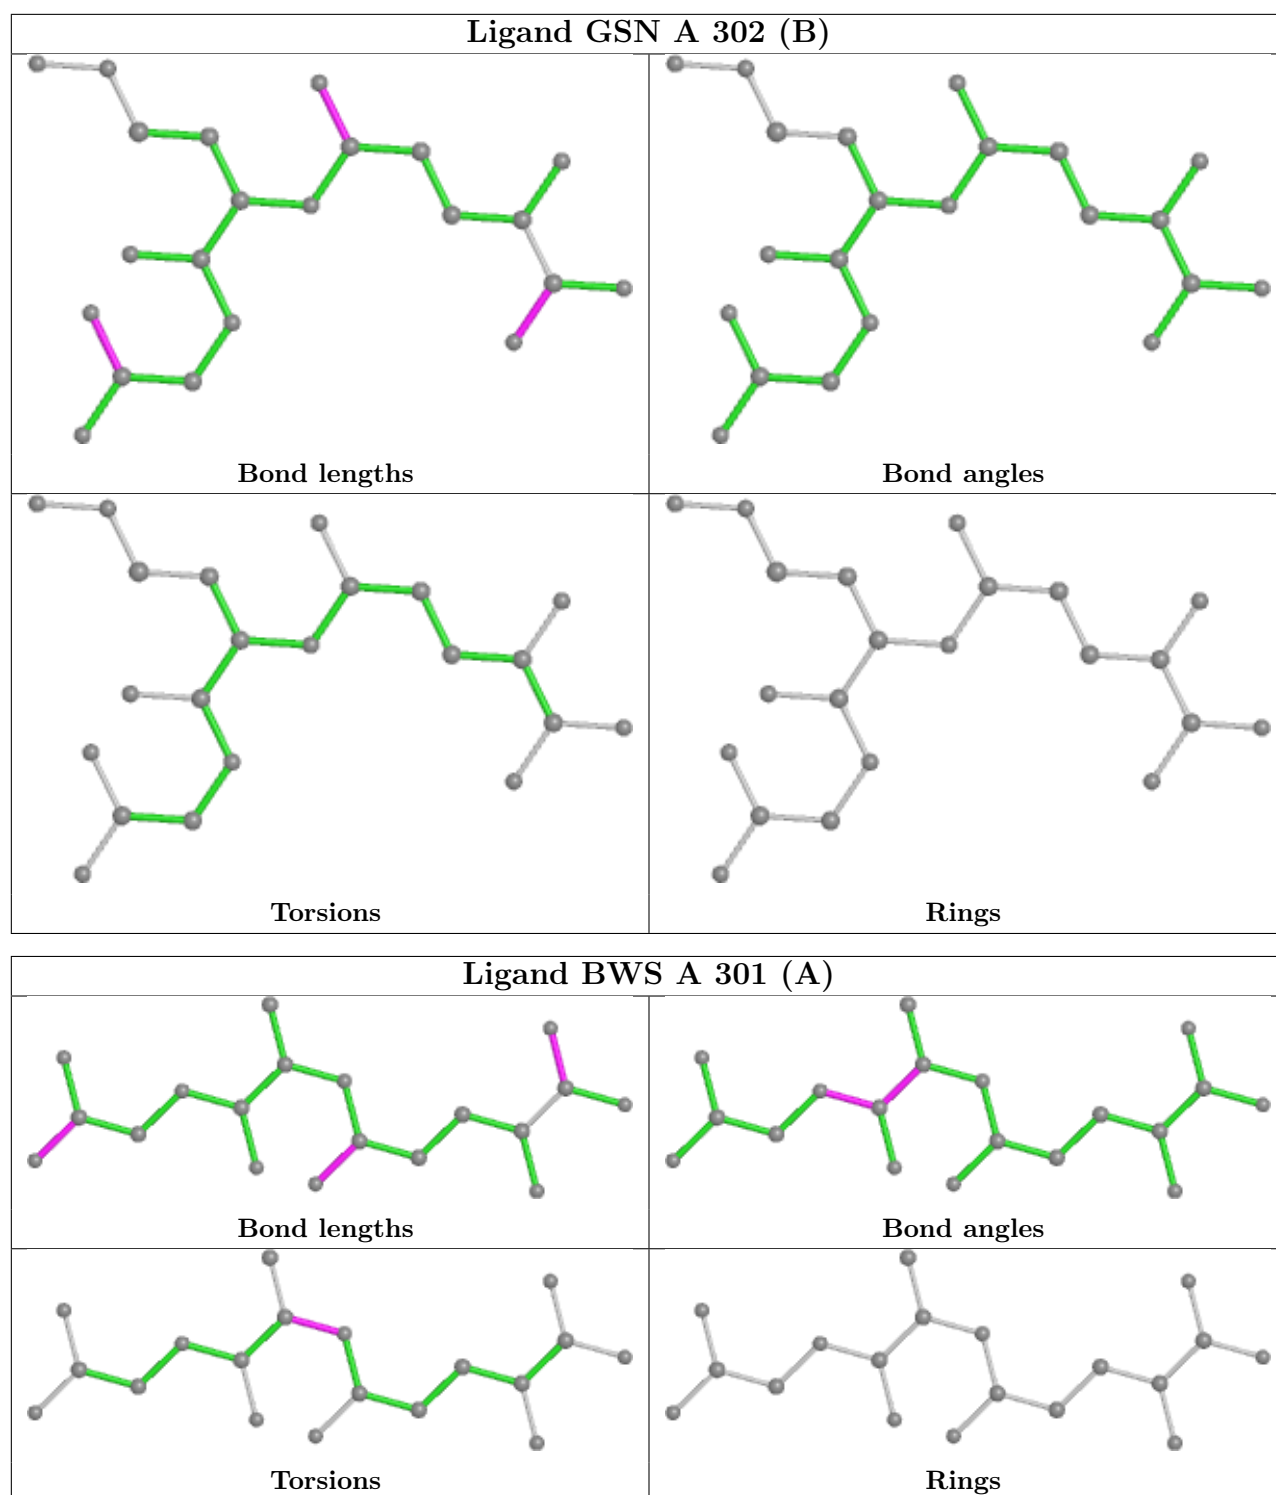 Ligand GSN A 302 (B)
Bond lengths
Bond angles
Torsions
Rings
Ligand BWS A 301 (A)
Bond lengths
Bond angles
Torsions
Rings